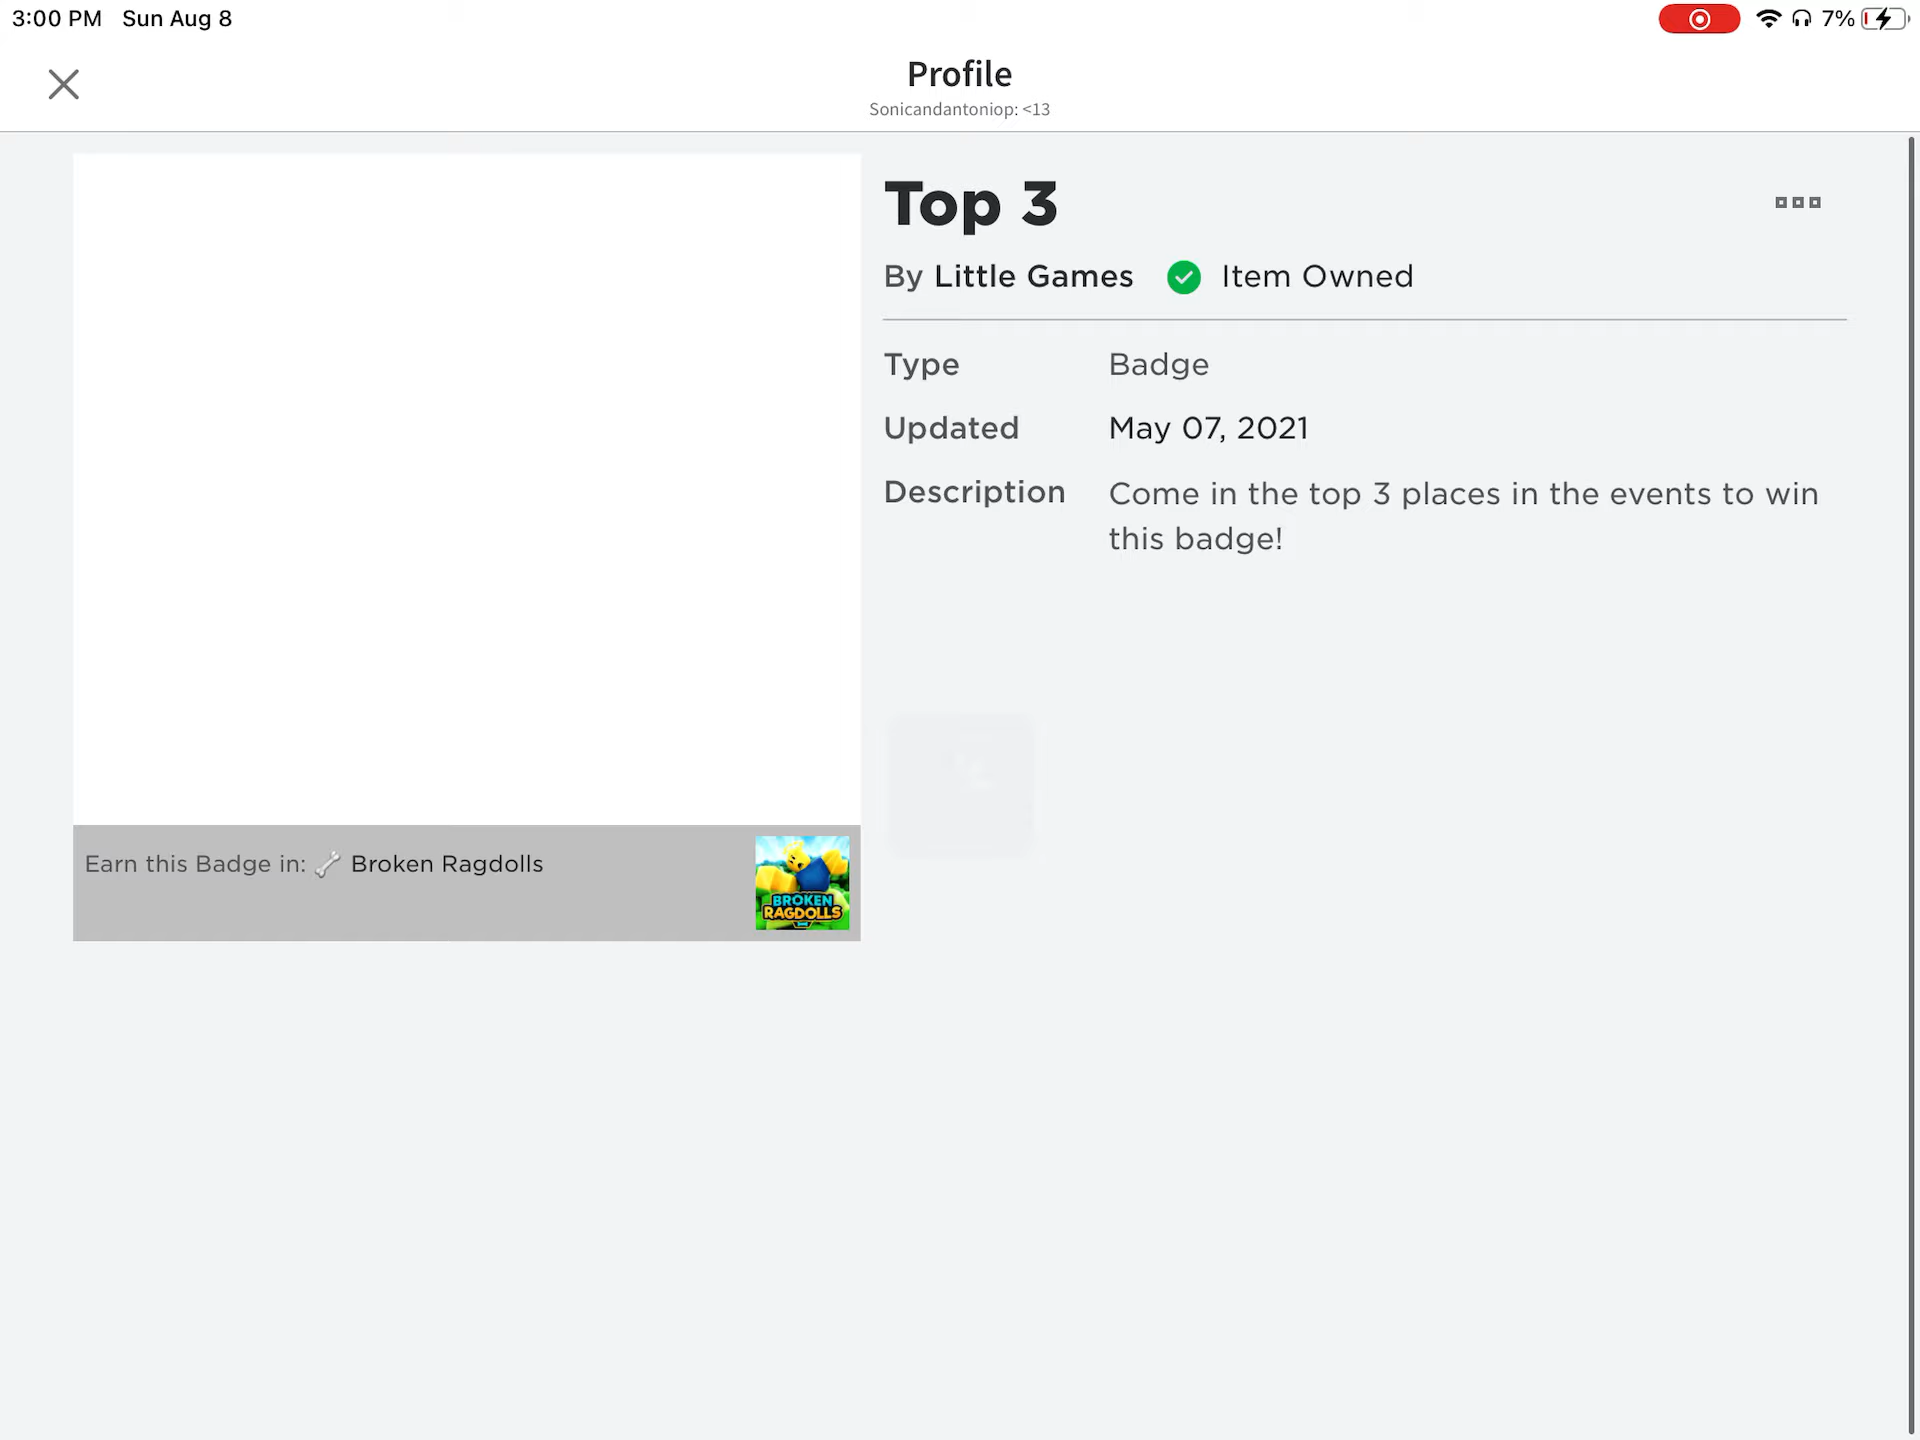 3:00 PM Sun Aug 8
7%
Profile
Sonicandantoniop: <13
Top 3
By Little Games Item Owned
Type Badge
Updated May 07, 2021
Description Come in the top 3 places in the events to win
this badge!
Earn this Badge in: 🦴 Broken Ragdolls
BROKEN
RAGDOLLS